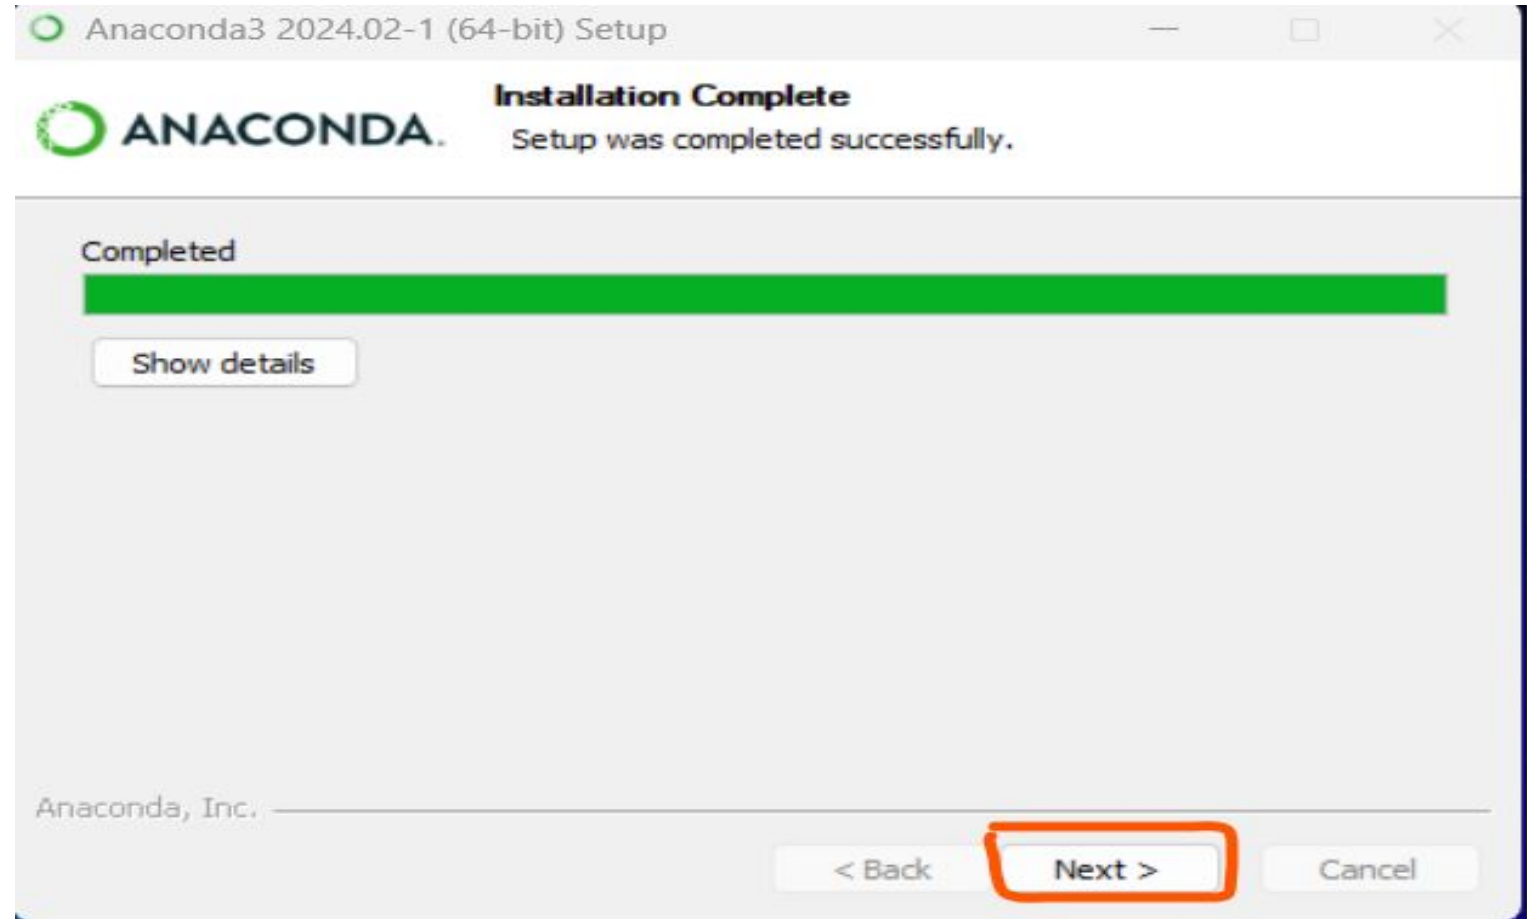 Anaconda3 2024.02-1 (64-bit) Setup
ANACONDA.
Installation Complete
Setup was completed successfully.
Completed
Show details
Anaconda, Inc.
< Back
Next >
Cancel